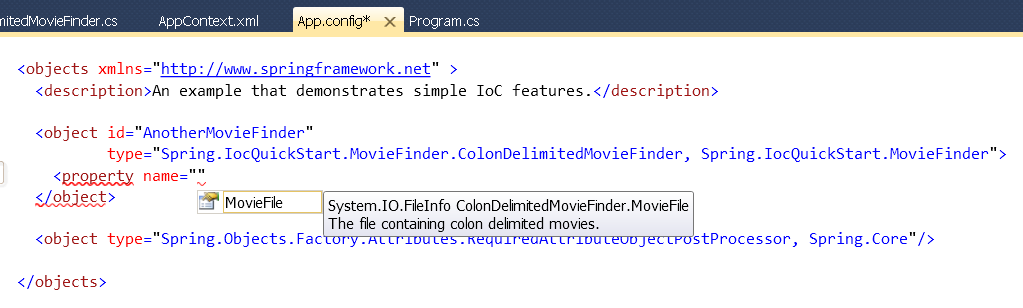 mitedMovieFinder.cs AppContext.xml App.config* Program.cs
<objects xmlns="http://www.springframework.net" >
<description>An example that demonstrates simple IoC features.</description>
<object id="AnotherMovieFinder"
type="Spring.IocQuickStart.MovieFinder.ColonDelimitedMovieFinder, Spring.IocQuickStart.MovieFinder">
<property name=""
</object>
MovieFile
System.IO.FileInfo ColonDelimitedMovieFinder.MovieFile
The file containing colon delimited movies.
<object type="Spring.Objects.Factory.Attributes.RequiredAttributeObjectPostProcessor, Spring.Core"/>
</objects>